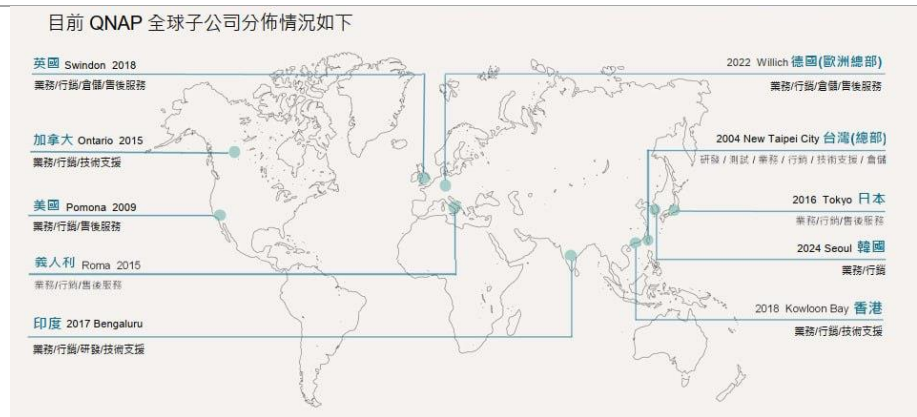 目前 QNAP 全球子公司分佈情況如下
英國 Swindon 2018
業務/行銷/倉儲/售後服務
加拿大 Ontario 2015
業務/行銷/技術支援
美國 Pomona 2009
業務/行銷/售後服務
義大利 Roma 2015
業務/行銷/售後服務
印度 2017 Bengaluru
業務/行銷/研發/技術支援
2022 Willich 德國(歐洲總部)
業務/行銷/倉儲/售後服務
2004 New Taipei City 台灣(總部)
研發 / 測試 / 業務 / 行銷 / 技術支援 / 倉儲
2016 Tokyo 日本
業務/行銷/售後服務
2024 Seoul 韓國
業務/行銷
2018 Kowloon Bay 香港
業務/行銷/技術支援